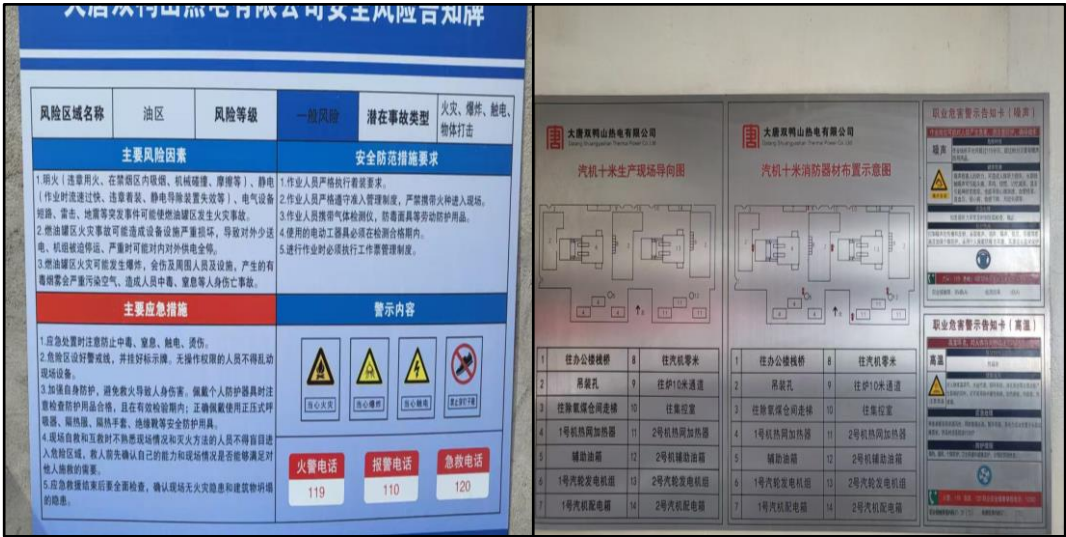 大唐双鸭山热电有限公司安全风险告知牌
风险区域名称 油区 风险等级 一般风险 潜在事故类型 火灾、爆炸、触电、
物体打击
主要风险因素
1.明火（违章用火、在禁烟区内吸烟、机械碰撞、摩擦等）、静电
（作业时流速过快、违章着装、静电导除装置失效等）、电气设备
短路、雷击、地震等突发事件可能使燃油罐区发生火灾事故。
2.燃油罐区火灾事故可能造成设备设施严重损坏，导致对外少送
电、机组被迫停运、严重时可能对内对外供电全停。
3.燃油罐区火灾可能发生爆炸，会伤及周围人员及设施，产生的有
毒烟雾会严重污染空气、造成人员中毒、窒息等人身伤亡事故。
安全防范措施要求
1.作业人员严格执行着装要求。
2.作业人员严格遵守准入管理制度，严禁携带火种进入现场。
3.作业人员携带气体检测仪，防毒面具等劳动防护用品。
4.使用的电动工器具必须在检测合格期内。
5.进行作业时必须执行工作票管理制度。
主要应急措施
1.应急处置时注意防止中毒、窒息、触电、烫伤。
2.危险区设好警戒线，并挂好标示牌，无操作权限的人员不得乱动
现场设备。
3.加强自身防护，避免救火导致人身伤害。佩戴个人防护器具时注
意检查防护用品合格，且在有效检验期内；正确佩戴使用正压式呼
吸器、隔热服、隔热手套、绝缘靴等安全防护用具。
4.现场自救和互救时不熟悉现场情况和灭火方法的人员不得盲目进
入危险区域，救人前先确认自己的能力和现场情况是否能够满足对
他人施救的需要。
5.应急救援结束后要全面检查，确认现场无火灾隐患和建筑物坍塌
的隐患。
警示内容
当心火灾 当心爆炸 当心触电 禁止穿钉子鞋
火警电话 报警电话 急救电话
119 110 120
大唐双鸭山热电有限公司
汽机十米生产现场导向图
1 往办公楼栈桥 8 往汽机零米
2 吊装孔 9 往炉10米通道
3 往除氧煤仓间走梯 10 往集控室
4 1号机热网加热器 11 2号机热网加热器
5 辅助油箱 12 2号机辅助油箱
6 1号汽轮发电机组 13 2号汽轮发电机组
7 1号汽机配电箱 14 2号汽机配电箱
大唐双鸭山热电有限公司
汽机十米消防器材布置示意图
1 往办公楼栈桥 8 往汽机零米
2 吊装孔 9 往炉10米通道
3 往除氧煤仓间走梯 10 往集控室
4 1号机热网加热器 11 2号机热网加热器
5 辅助油箱 12 2号机辅助油箱
6 1号汽轮发电机组 13 2号汽轮发电机组
7 1号汽机配电箱 14 2号汽机配电箱
职业危害警示告知卡（噪声）
噪声
职业危害警示告知卡（高温）
高温